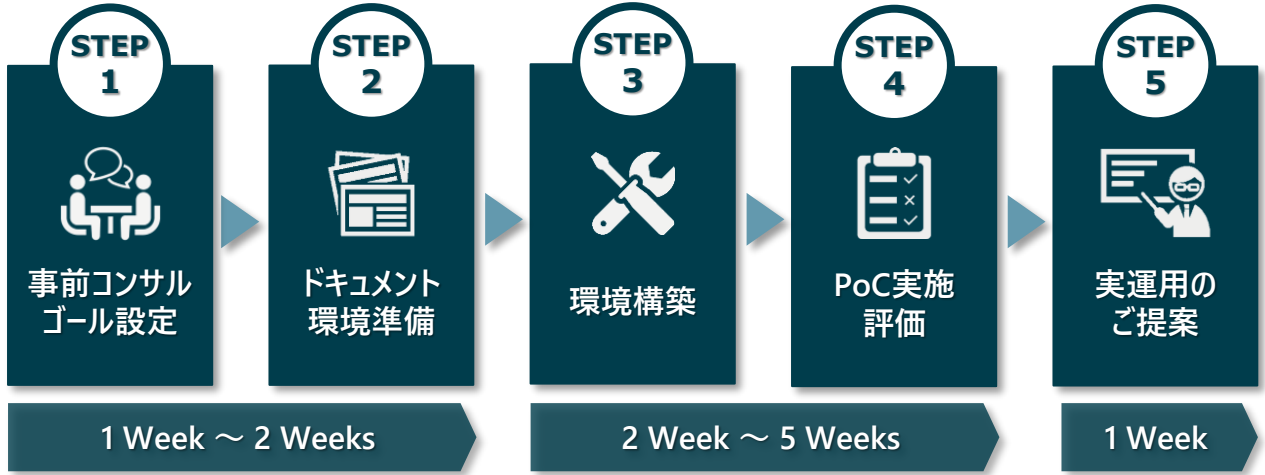 STEP
1
事前コンサル
ゴール設定
STEP
2
ドキュメント
環境準備
STEP
3
環境構築
STEP
4
PoC実施
評価
STEP
5
実運用の
ご提案
1 Week ～ 2 Weeks
2 Week ～ 5 Weeks
1 Week